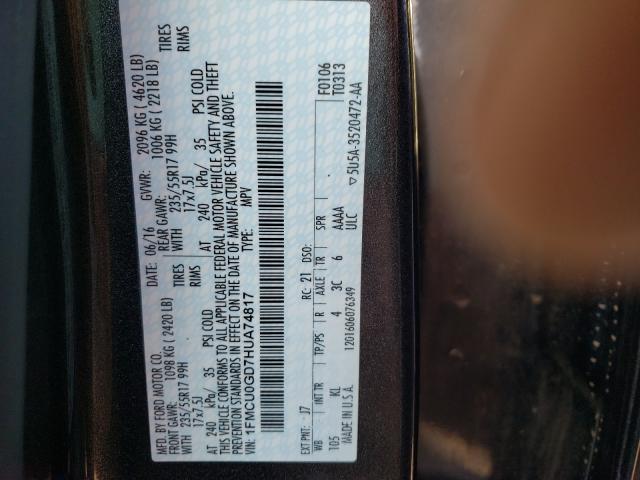 MFD. BY FORD MOTOR CO.
DATE: 06/16 GVWR: 2096 KG ( 4620 LB)
FRONT GAWR: 1098 KG ( 2420 LB) REAR GAWR: 1006 KG ( 2218 LB)
235/55R17 99H TIRES WITH 235/55R17 99H TIRES
17x7.5J RIMS 17x7.5J RIMS
AT 240 kPa/ 35 PSI COLD AT 240 kPa/ 35 PSI COLD
THIS VEHICLE CONFORMS TO ALL APPLICABLE FEDERAL MOTOR VEHICLE SAFETY AND THEFT
PREVENTION STANDARDS IN EFFECT ON THE DATE OF MANUFACTURE SHOWN ABOVE.
VIN: 1FMCU0GD7HUA74817 TYPE: MPV
EXT PNT: J7 RC: 21 DSO: F0106
WB INT TR TP/PS R AXLE TR SPR T0313
105 KL 4 3C 6 AAAA
ULC
MADE IN U.S.A. 1201606076349 ▽5U5A-3520472-AA